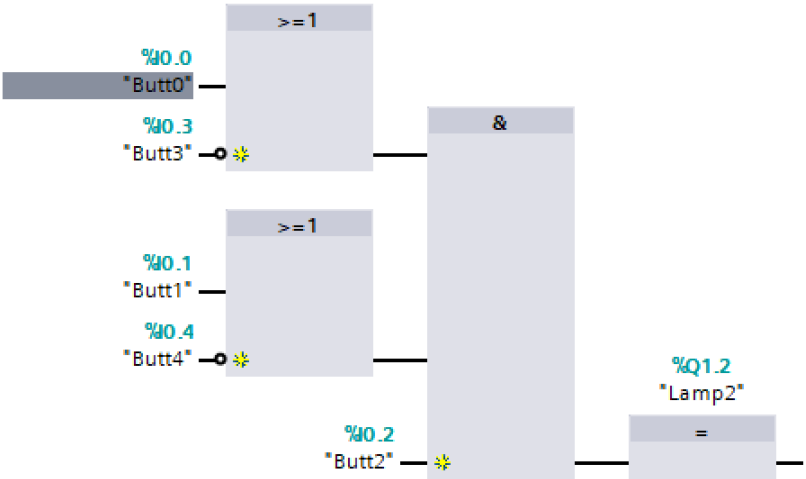 >=1
%I0.0
"Butt0"
%I0.3
"Butt3"
&
>=1
%I0.1
"Butt1"
%I0.4
"Butt4"
%Q1.2
"Lamp2"
%I0.2
"Butt2"
=